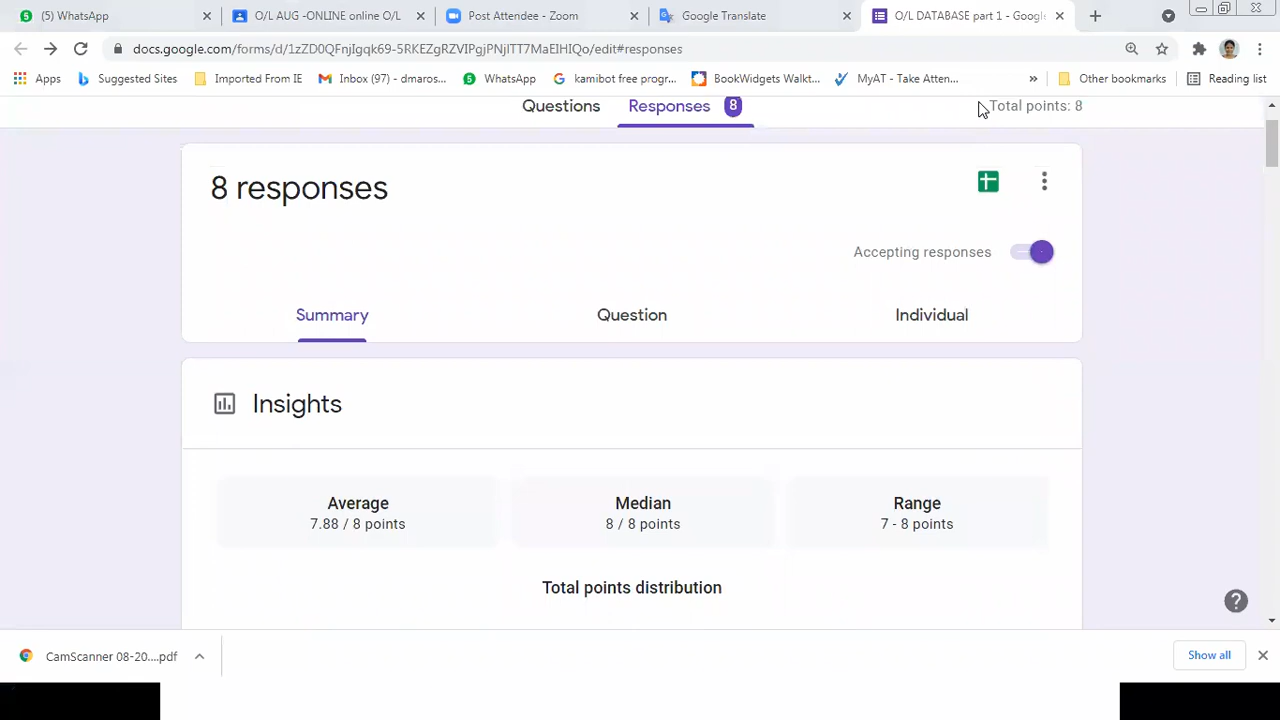 (5) WhatsApp
O/L AUG -ONLINE online O/L
Post Attendee - Zoom
Google Translate
O/L DATABASE part 1 - Google
docs.google.com/forms/d/1zZD0QFnjIgqk69-5RKEZgRZVIPgjPNjlTT7MaEIHIQo/edit#responses
Apps
Suggested Sites
Imported From IE
Inbox (97) - dmaros...
WhatsApp
kamibot free progr...
BookWidgets Walkt...
MyAT - Take Atten...
»
Other bookmarks
Reading list
Questions
Responses 8
Total points: 8
8 responses
Accepting responses
Summary
Question
Individual
Insights
Average
7.88 / 8 points
Median
8 / 8 points
Range
7 - 8 points
Total points distribution
CamScanner 08-20....pdf
Show all